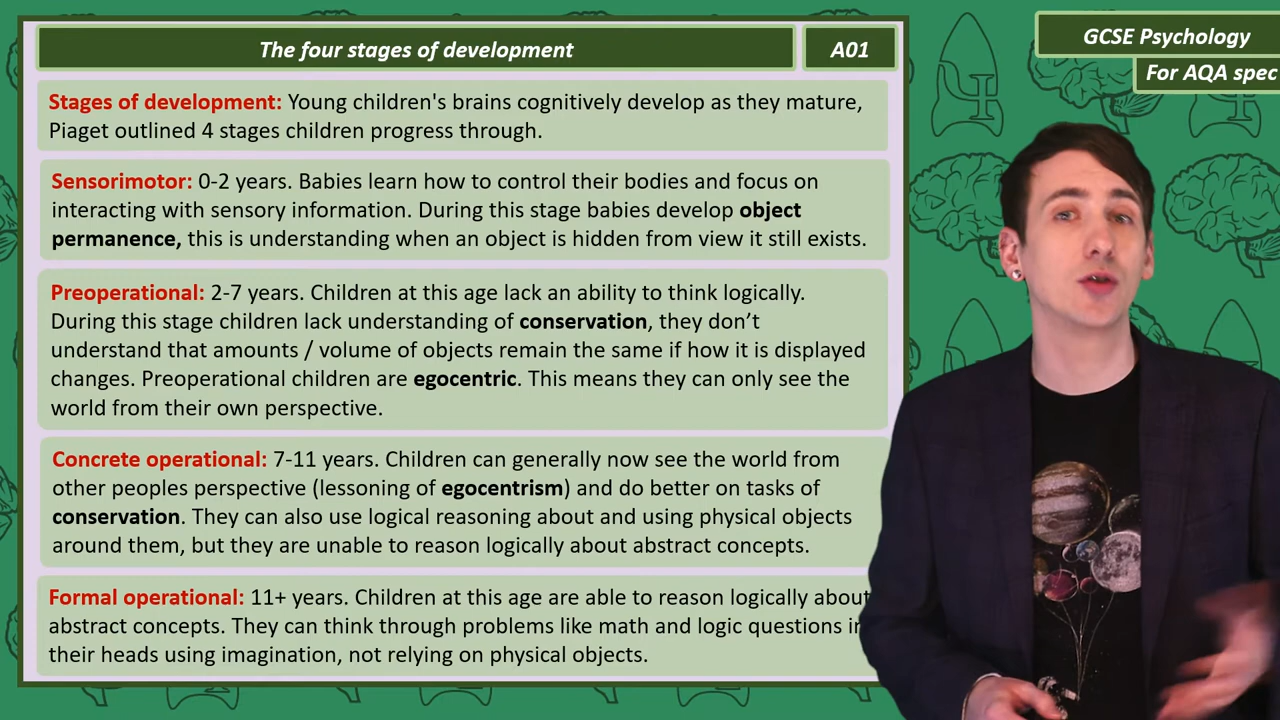 The four stages of development
A01
GCSE Psychology
For AQA spec
Stages of development: Young children's brains cognitively develop as they mature,
Piaget outlined 4 stages children progress through.
Sensorimotor: 0-2 years. Babies learn how to control their bodies and focus on
interacting with sensory information. During this stage babies develop object
permanence, this is understanding when an object is hidden from view it still exists.
Preoperational: 2-7 years. Children at this age lack an ability to think logically.
During this stage children lack understanding of conservation, they don’t
understand that amounts / volume of objects remain the same if how it is displayed
changes. Preoperational children are egocentric. This means they can only see the
world from their own perspective.
Concrete operational: 7-11 years. Children can generally now see the world from
other peoples perspective (lessoning of egocentrism) and do better on tasks of
conservation. They can also use logical reasoning about and using physical objects
around them, but they are unable to reason logically about abstract concepts.
Formal operational: 11+ years. Children at this age are able to reason logically about
abstract concepts. They can think through problems like math and logic questions in
their heads using imagination, not relying on physical objects.